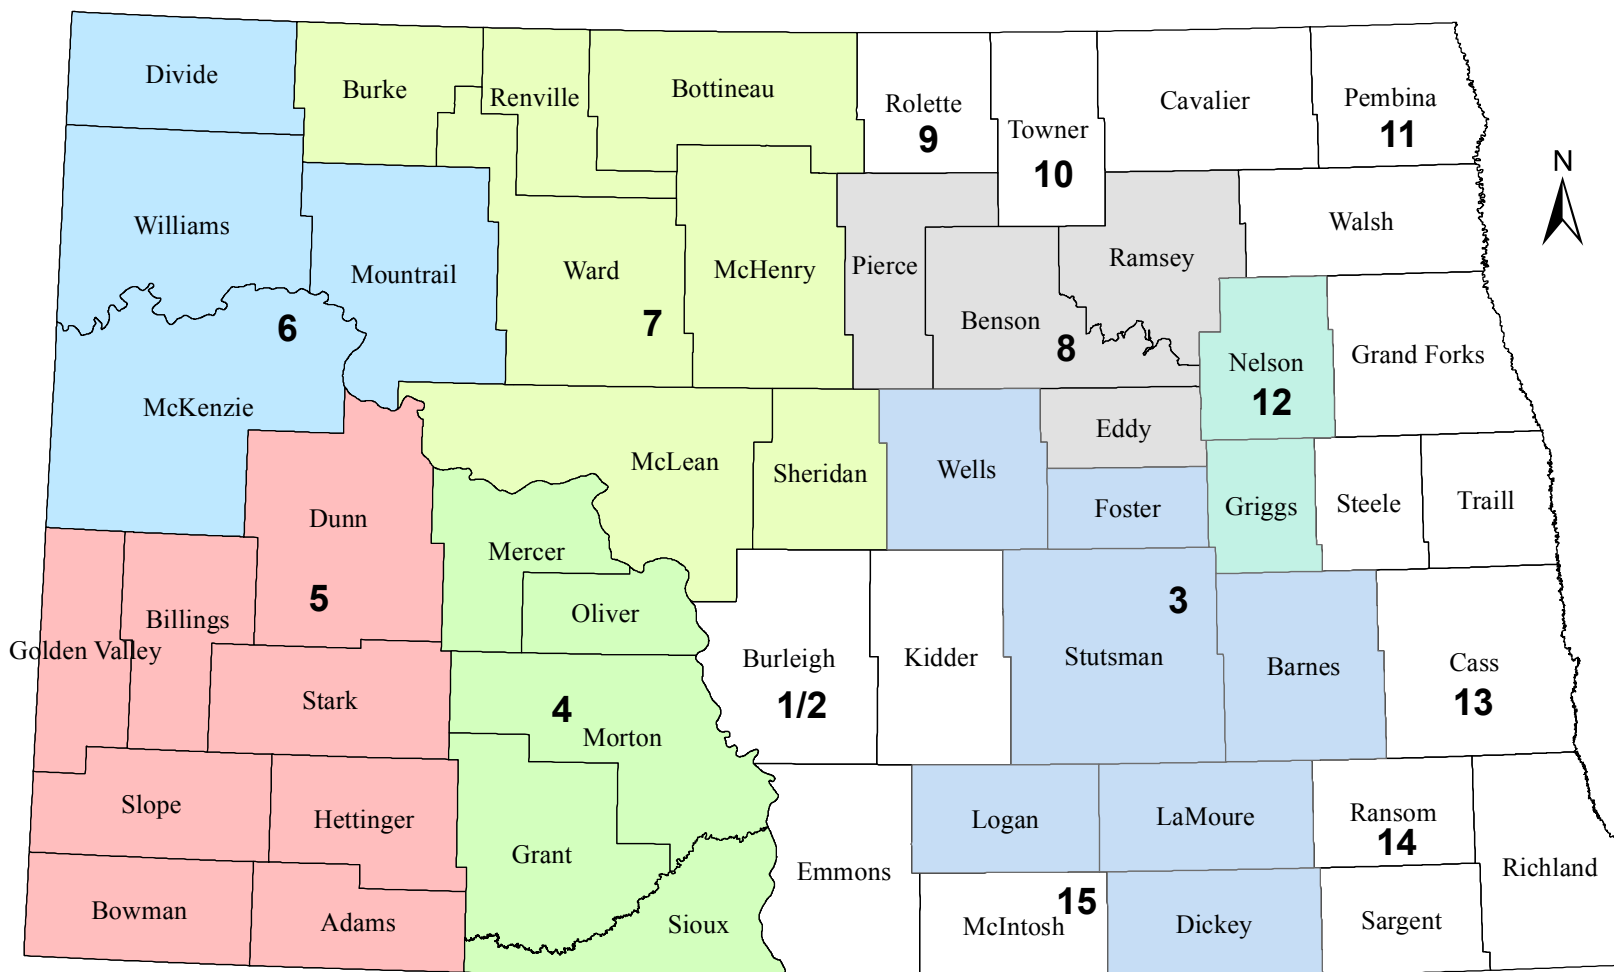 Divide
Burke
Renville
Bottineau
Rolette
9
Towner
10
Cavalier
Pembina
11
N
Williams
Mountrail
Ward
McHenry
Pierce
Ramsey
Walsh
6
7
Benson
8
Nelson
12
Grand Forks
McKenzie
McLean
Sheridan
Wells
Eddy
Foster
Griggs
Steele
Traill
Dunn
Mercer
Oliver
5
3
Billings
Golden Valley
Stark
4
Morton
Burleigh
1/2
Kidder
Stutsman
Barnes
Cass
13
Slope
Hettinger
Grant
Logan
LaMoure
Ransom
14
Emmons
Richland
Bowman
Adams
Sioux
McIntosh
15
Dickey
Sargent